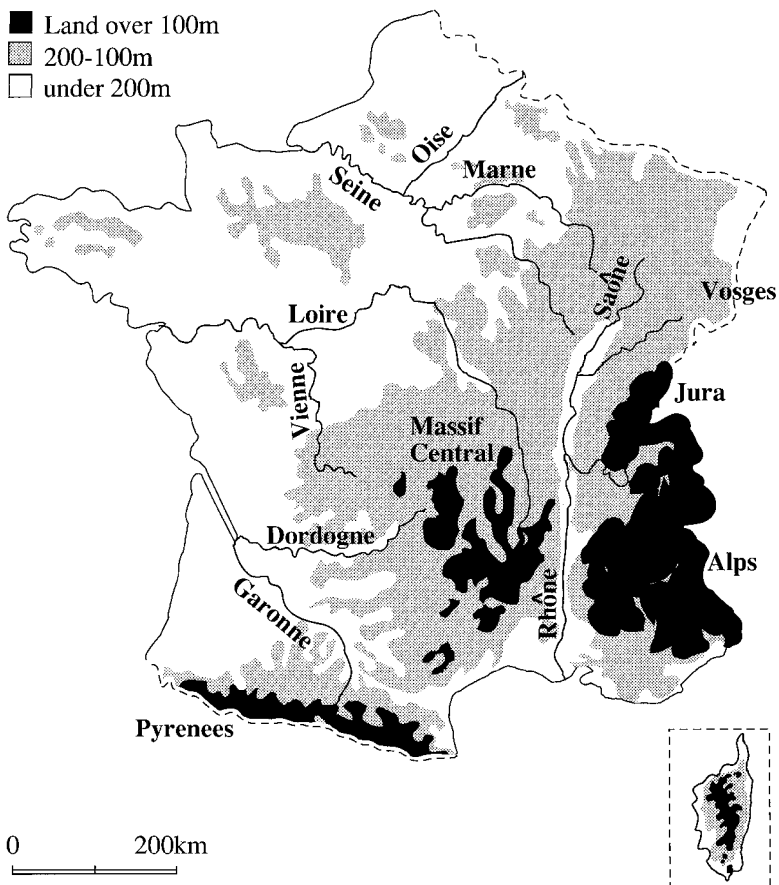 Land over 100m
200-100m
under 200m
Oise
Marne
Seine
Saône
Vosges
Loire
Vienne
Jura
Massif
Central
Dordogne
Alps
Rhône
Garonne
Pyrenees
0 200km